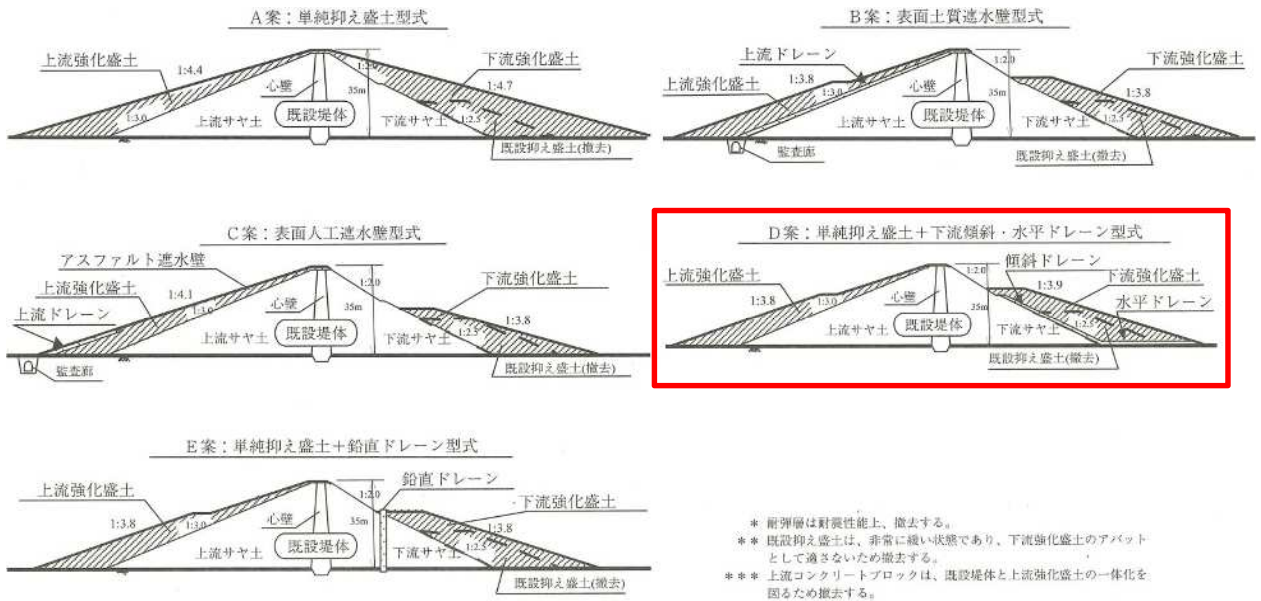 A案：単純抑え盛土型式
上流強化盛土
1:4.4
1:3.0
上流サヤ土
心壁
既設堤体
35m
下流強化盛土
1:4.7
1:2.5
下流サヤ土
既設抑え盛土(撤去)
B案：表面土質遮水壁型式
上流ドレーン
上流強化盛土
1:3.8
1:3.0
上流サヤ土
心壁
既設堤体
1:2.0
35m
下流強化盛土
1:3.8
1:2.5
下流サヤ土
既設抑え盛土(撤去)
監査廊
C案：表面人工遮水壁型式
アスファルト遮水壁
上流強化盛土
1:4.1
上流ドレーン
1:3.0
上流サヤ土
心壁
既設堤体
1:2.0
35m
下流強化盛土
1:3.8
1:2.5
下流サヤ土
既設抑え盛土(撤去)
監査廊
D案：単純抑え盛土＋下流傾斜・水平ドレーン型式
上流強化盛土
1:3.8
1:3.0
上流サヤ土
心壁
既設堤体
1:2.0
35m
傾斜ドレーン
1:3.9
下流強化盛土
水平ドレーン
1:2.5
下流サヤ土
既設抑え盛土(撤去)
E案：単純抑え盛土＋鉛直ドレーン型式
上流強化盛土
1:3.8
1:3.0
上流サヤ土
心壁
既設堤体
1:2.0
35m
鉛直ドレーン
下流強化盛土
1:3.8
1:2.5
下流サヤ土
既設抑え盛土(撤去)
＊ 耐弾層は耐震性能上、撤去する。
＊＊ 既設抑え盛土は、非常に緩い状態であり、下流強化盛土のアバット
として適さないため撤去する。
＊＊＊ 上流コンクリートブロックは、既設堤体と上流強化盛土の一体化を
図るため撤去する。